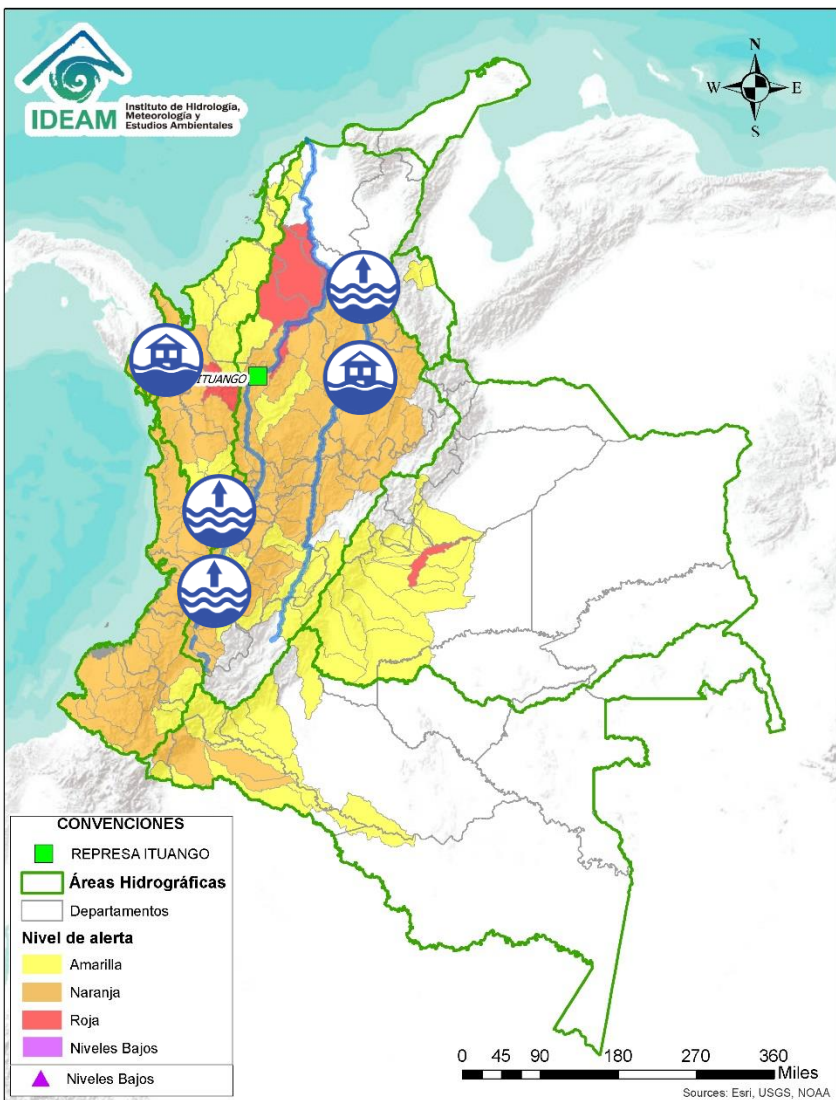 IDEAM
Instituto de Hidrología,
Meteorología y
Estudios Ambientales
N
W
E
S
ITUANGO
CONVENCIONES
REPRESA ITUANGO
Áreas Hidrográficas
Departamentos
Nivel de alerta
Amarilla
Naranja
Roja
Niveles Bajos
Niveles Bajos
0 45 90 180 270 360
Miles
Sources: Esri, USGS, NOAA